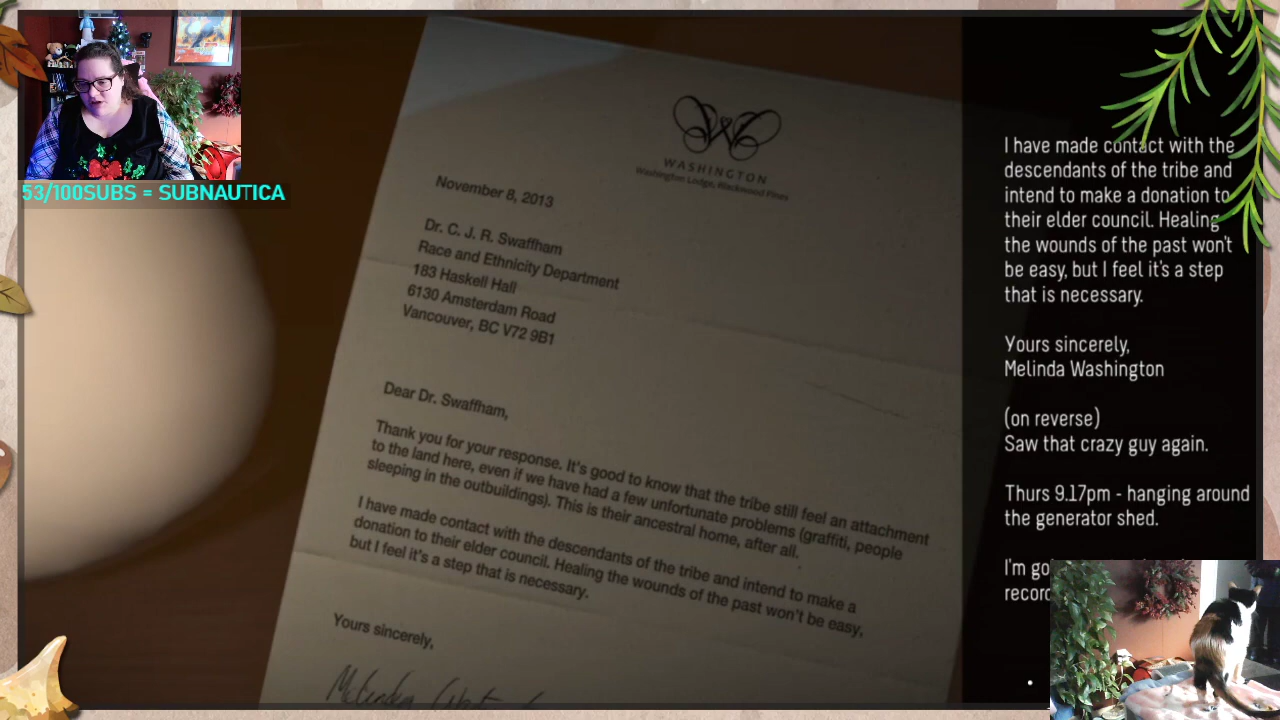 53/100SUBS = SUBNAUTICA
WASHINGTON
Washington Lodge, Blackwood Pines
November 8, 2013
Dr. C. J. R. Swaffham
Race and Ethnicity Department
183 Haskell Hall
6130 Amsterdam Road
Vancouver, BC V72 9B1
Dear Dr. Swaffham,
Thank you for your response. It's good to know that the tribe still feel an attachment
to the land here, even if we have had a few unfortunate problems (graffiti, people
sleeping in the outbuildings). This is their ancestral home, after all.
I have made contact with the descendants of the tribe and intend to make a
donation to their elder council. Healing the wounds of the past won't be easy,
but I feel it's a step that is necessary.
Yours sincerely,
I have made contact with the
descendants of the tribe and
intend to make a donation to
their elder council. Healing
the wounds of the past won't
be easy, but I feel it's a step
that is necessary.
Yours sincerely,
Melinda Washington
(on reverse)
Saw that crazy guy again.
Thurs 9.17pm - hanging around
the generator shed.